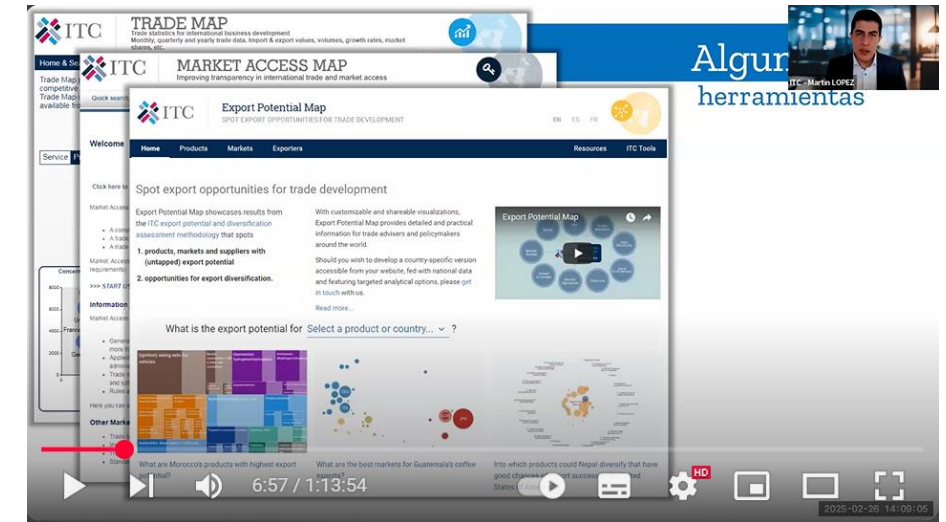 ITC
TRADE MAP
Trade statistics for international business development
Monthly, quarterly and yearly trade data. Import & export values, volumes, growth rates, market
shares, etc.
Home & Se
Trade Map
competitive
Trade Map
available fr
Service
ITC
MARKET ACCESS MAP
Improving transparency in international trade and market access
Quick search
Welcome
Click here to
Market Access
Market Access
requirements
>>> START U
Information
Market Access
Here you can
Other Marke
ITC
Export Potential Map
SPOT EXPORT OPPORTUNITIES FOR TRADE DEVELOPMENT
EN ES FR
Home Products Markets Exporters Resources ITC Tools
Spot export opportunities for trade development
Export Potential Map showcases results from
the ITC export potential and diversification
assessment methodology that spots
1. products, markets and suppliers with
(untapped) export potential
2. opportunities for export diversification.
With customizable and shareable visualizations,
Export Potential Map provides detailed and practical
information for trade advisers and policymakers
around the world.
Should you wish to develop a country-specific version
accessible from your website, fed with national data
and featuring targeted analytical options, please get
in touch with us.
Read more...
Export Potential Map
What is the export potential for Select a product or country... ?
What are Morocco's products with highest export
potential?
What are the best markets for Guatemala's coffee
exports?
Into which products could Nepal diversify that have
good chances of export success
States of
Algun
herramientas
ITC - Martin LOPEZ
6:57 / 1:13:54
HD
2025-02-26 14:09:05